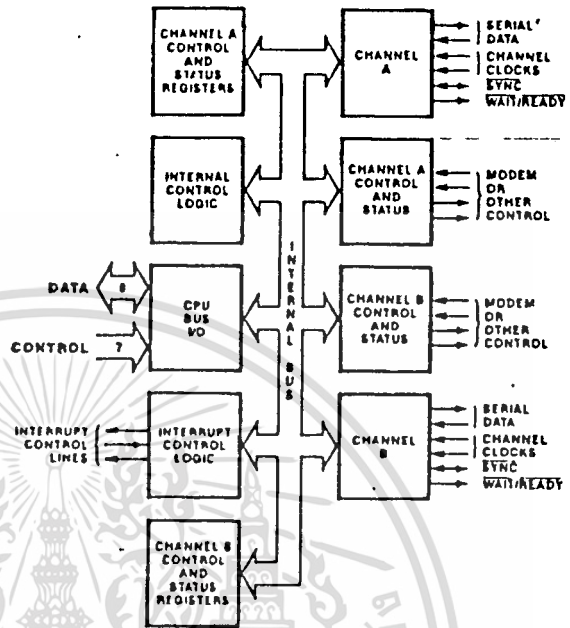 CHANNEL A
CONTROL
AND
STATUS
REGISTERS
CHANNEL
A
SERIAL
DATA
CHANNEL
CLOCKS
SYNC
WAIT/READY
INTERNAL
CONTROL
LOGIC
CHANNEL A
CONTROL
AND
STATUS
MODEM
OR
OTHER
CONTROL
INTERNAL BUS
DATA
8
CONTROL
7
CPU
BUS
I/O
CHANNEL B
CONTROL
AND
STATUS
MODEM
OR
OTHER
CONTROL
INTERRUPT
CONTROL
LINES
INTERRUPT
CONTROL
LOGIC
CHANNEL
B
SERIAL
DATA
CHANNEL
CLOCKS
SYNC
WAIT/READY
CHANNEL B
CONTROL
AND
STATUS
REGISTERS